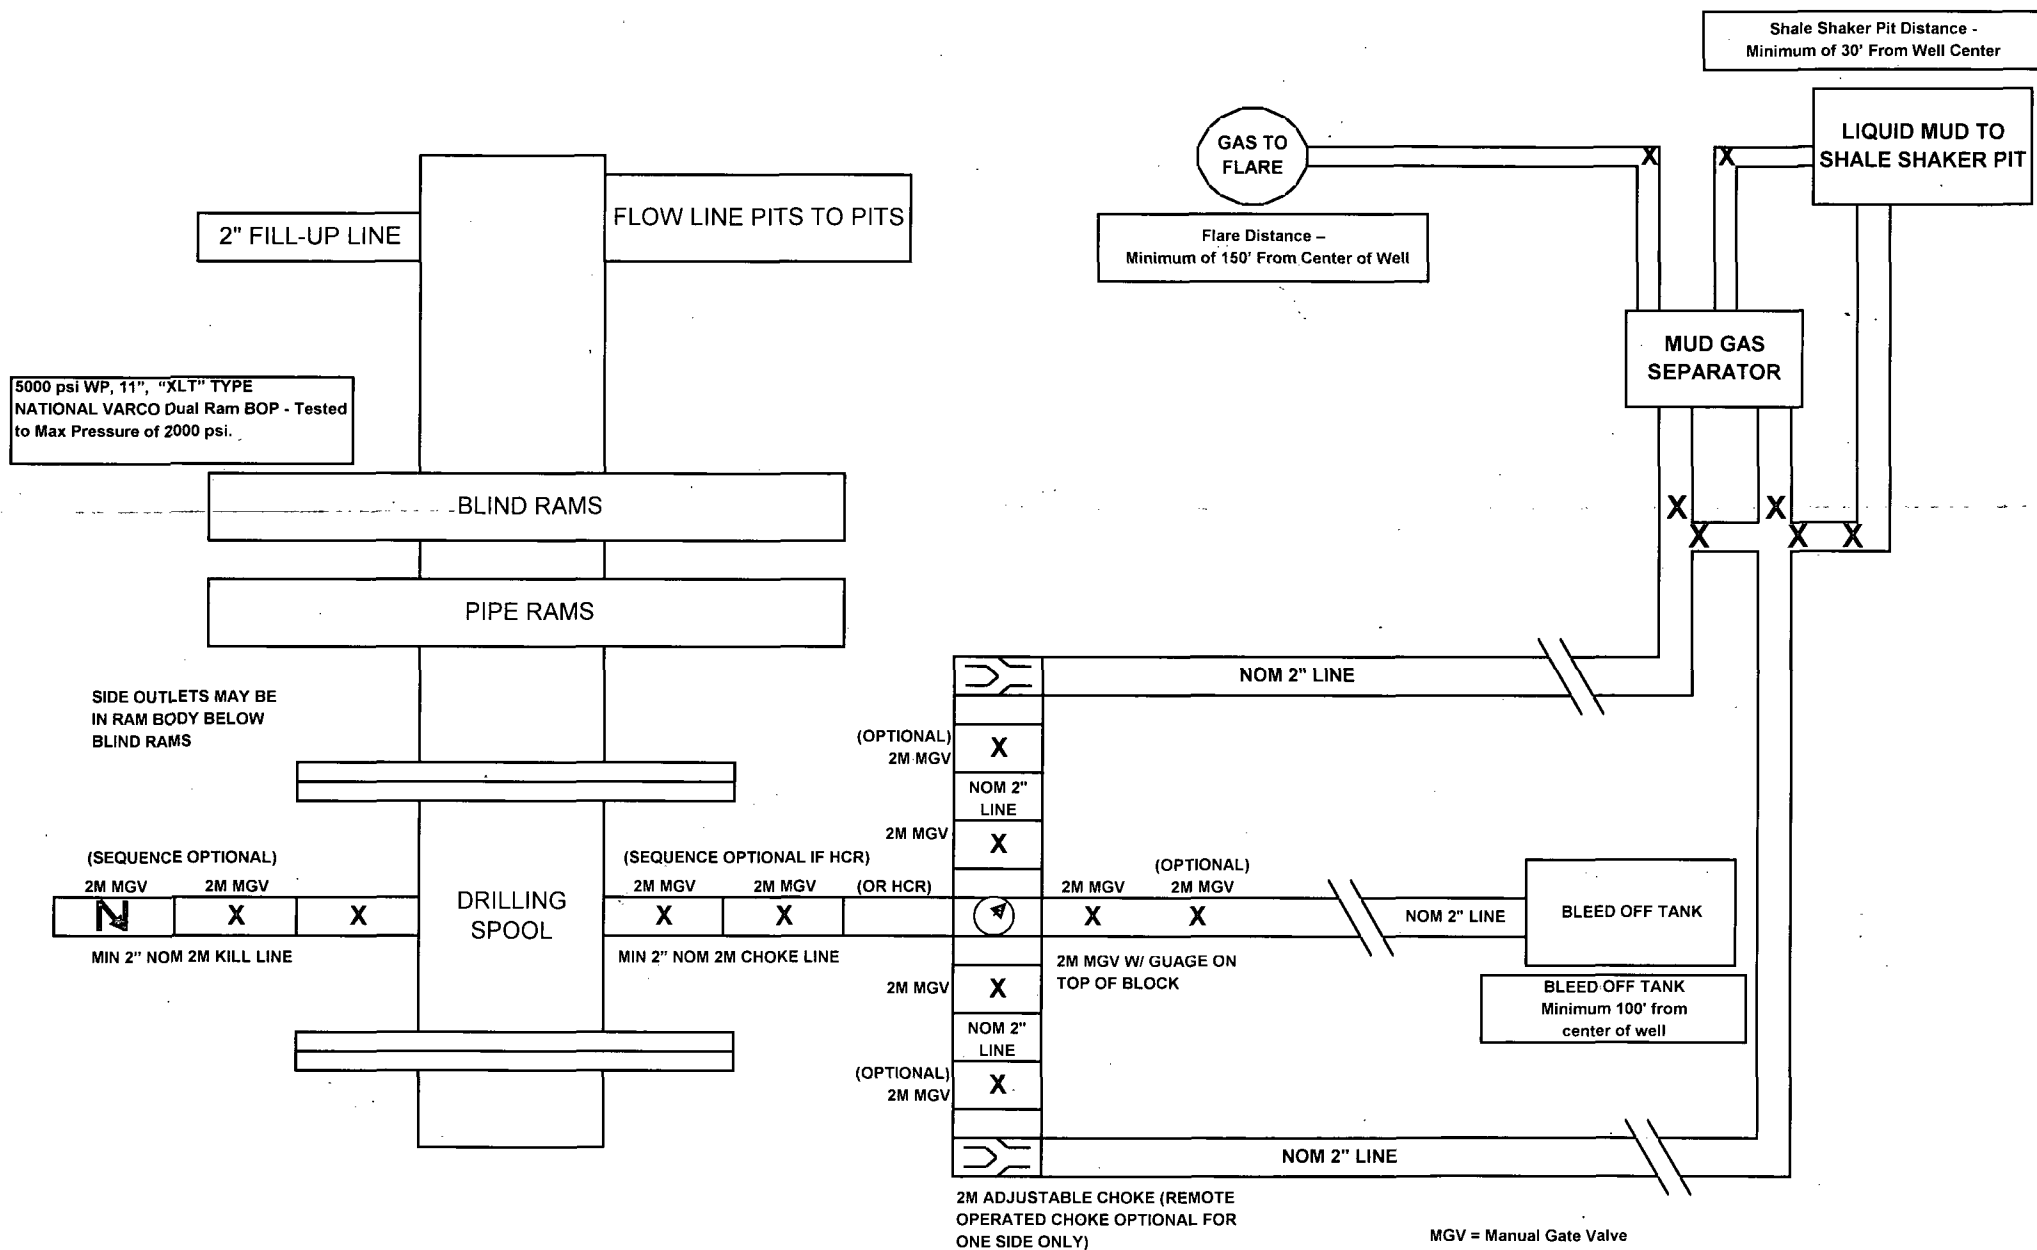 Shale Shaker Pit Distance -
Minimum of 30' From Well Center
LIQUID MUD TO
SHALE SHAKER PIT
GAS TO
FLARE
Flare Distance –
Minimum of 150' From Center of Well
FLOW LINE PITS TO PITS
2" FILL-UP LINE
MUD GAS
SEPARATOR
5000 psi WP, 11", "XLT" TYPE
NATIONAL VARCO Dual Ram BOP - Tested
to Max Pressure of 2000 psi.
BLIND RAMS
PIPE RAMS
SIDE OUTLETS MAY BE
IN RAM BODY BELOW
BLIND RAMS
NOM 2" LINE
(OPTIONAL)
2M MGV
X
NOM 2"
LINE
2M MGV
X
(SEQUENCE OPTIONAL)
2M MGV
2M MGV
X
X
MIN 2" NOM 2M KILL LINE
DRILLING
SPOOL
(SEQUENCE OPTIONAL IF HCR)
2M MGV
2M MGV
(OR HCR)
X
X
MIN 2" NOM 2M CHOKE LINE
(OPTIONAL)
2M MGV
2M MGV
X
X
NOM 2" LINE
BLEED OFF TANK
2M MGV W/ GUAGE ON
TOP OF BLOCK
BLEED OFF TANK
Minimum 100' from
center of well
2M MGV
X
NOM 2"
LINE
(OPTIONAL)
2M MGV
X
NOM 2" LINE
2M ADJUSTABLE CHOKE (REMOTE
OPERATED CHOKE OPTIONAL FOR
ONE SIDE ONLY)
MGV = Manual Gate Valve
X
X
X
X
X
X
X